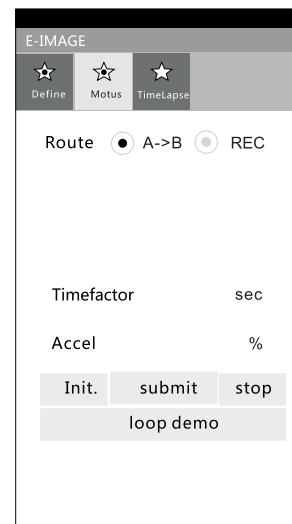 E-IMAGE
Define Motus TimeLapse
Route A->B REC
Timefactor sec
Accel %
Init. submit stop
loop demo